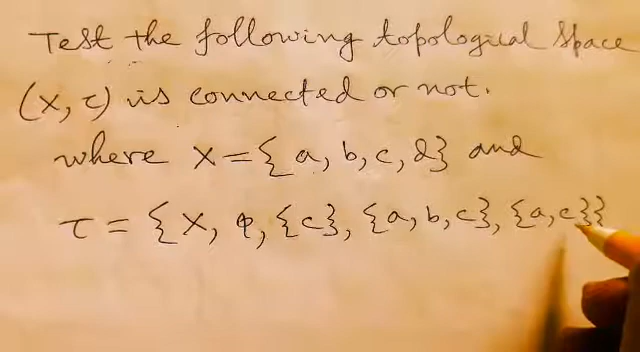 Test the following topological space
(X, τ) is connected or not.
where X = {a, b, c, d} and
τ = {X, φ, {c}, {a, b, c}, {a, c}}